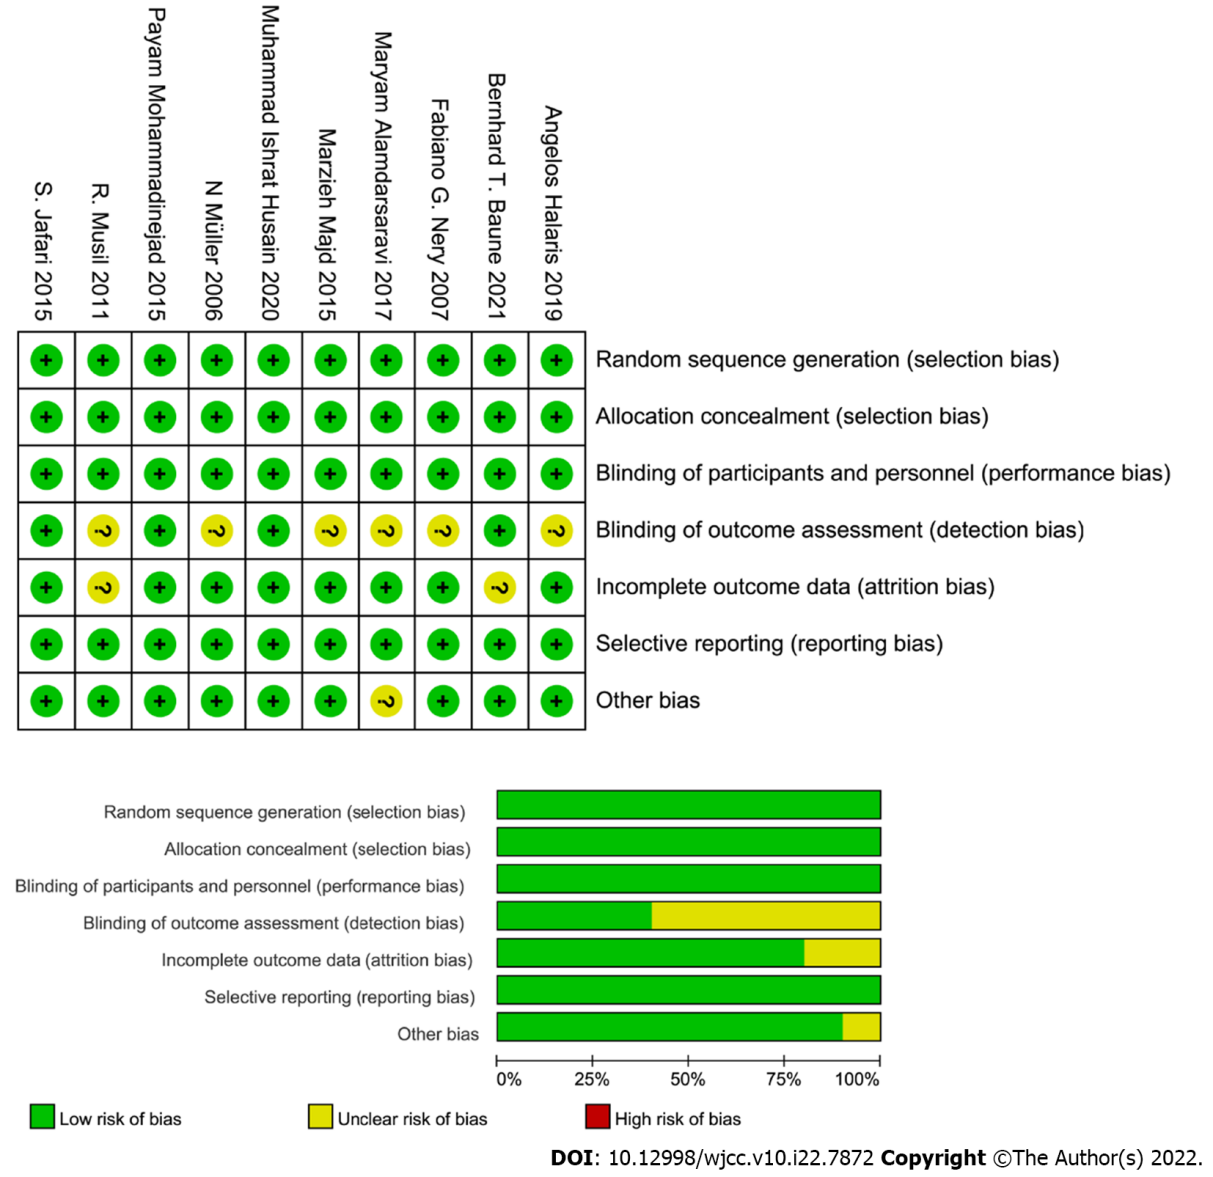 S. Jafari 2015
R. Musil 2011
Payam Mohammadinejad 2015
N Müller 2006
Muhammad Ishrat Husain 2020
Marzieh Majd 2015
Maryam Alamdarsaravi 2017
Fabiano G. Nery 2007
Bernhard T. Baune 2021
Angelos Halaris 2019
+ + + + + + + + + + Random sequence generation (selection bias)
+ + + + + + + + + + Allocation concealment (selection bias)
+ + + + + + + + + + Blinding of participants and personnel (performance bias)
+ ? + ? + ? ? ? + ? Blinding of outcome assessment (detection bias)
+ ? + + + + + + ? + Incomplete outcome data (attrition bias)
+ + + + + + + + + + Selective reporting (reporting bias)
+ + + + + + ? + + + Other bias
Random sequence generation (selection bias)
Allocation concealment (selection bias)
Blinding of participants and personnel (performance bias)
Blinding of outcome assessment (detection bias)
Incomplete outcome data (attrition bias)
Selective reporting (reporting bias)
Other bias
0% 25% 50% 75% 100%
Low risk of bias Unclear risk of bias High risk of bias
DOI: 10.12998/wjcc.v10.i22.7872 Copyright ©The Author(s) 2022.